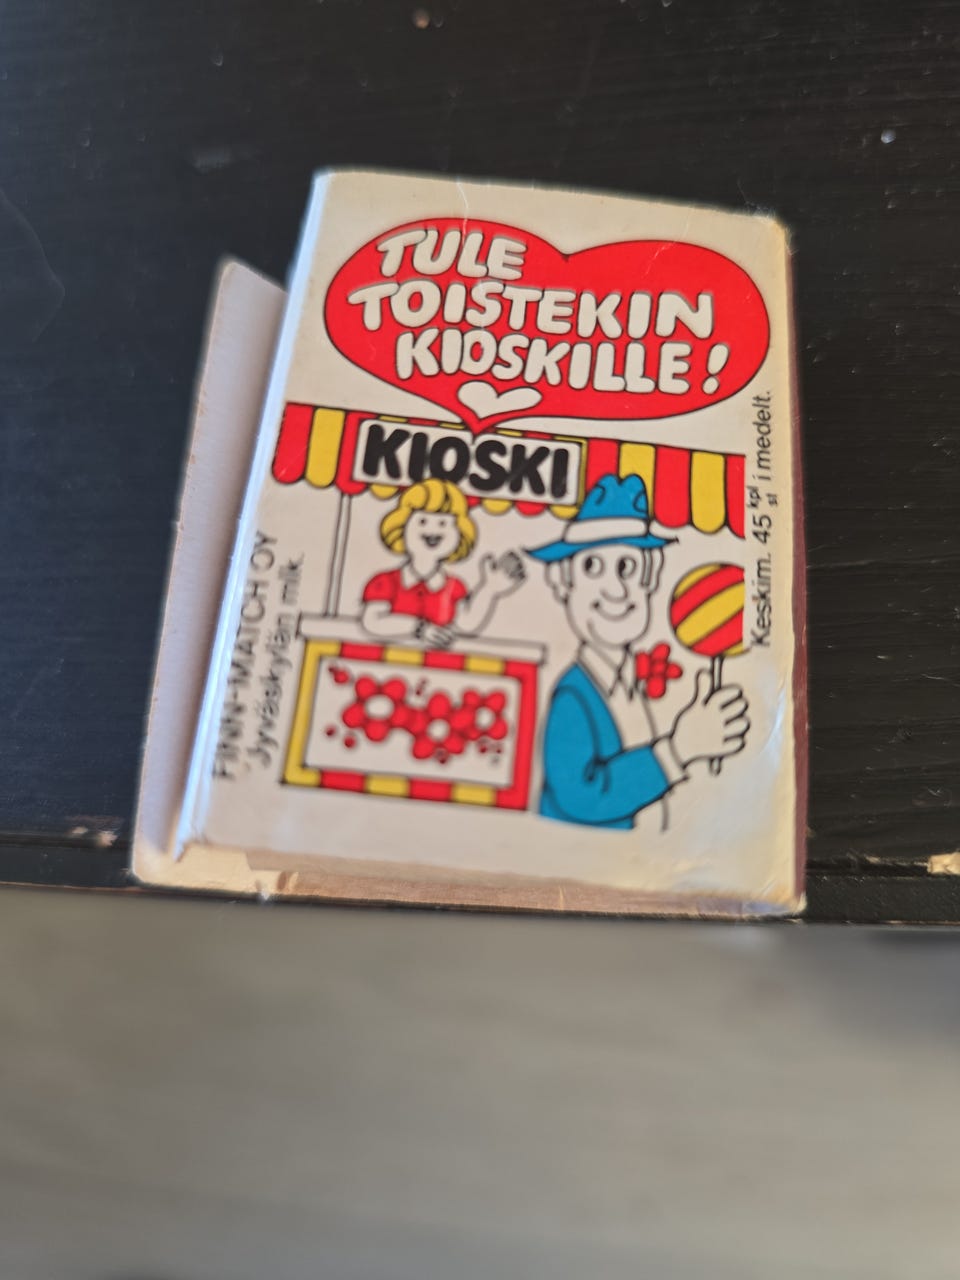 TULE
TOISTEKIN
KIOSKILLE!
KIOSKI
FINN-MATCH OY
Jyväskylän mlk.
Keskim. 45 kpl st i medelt.